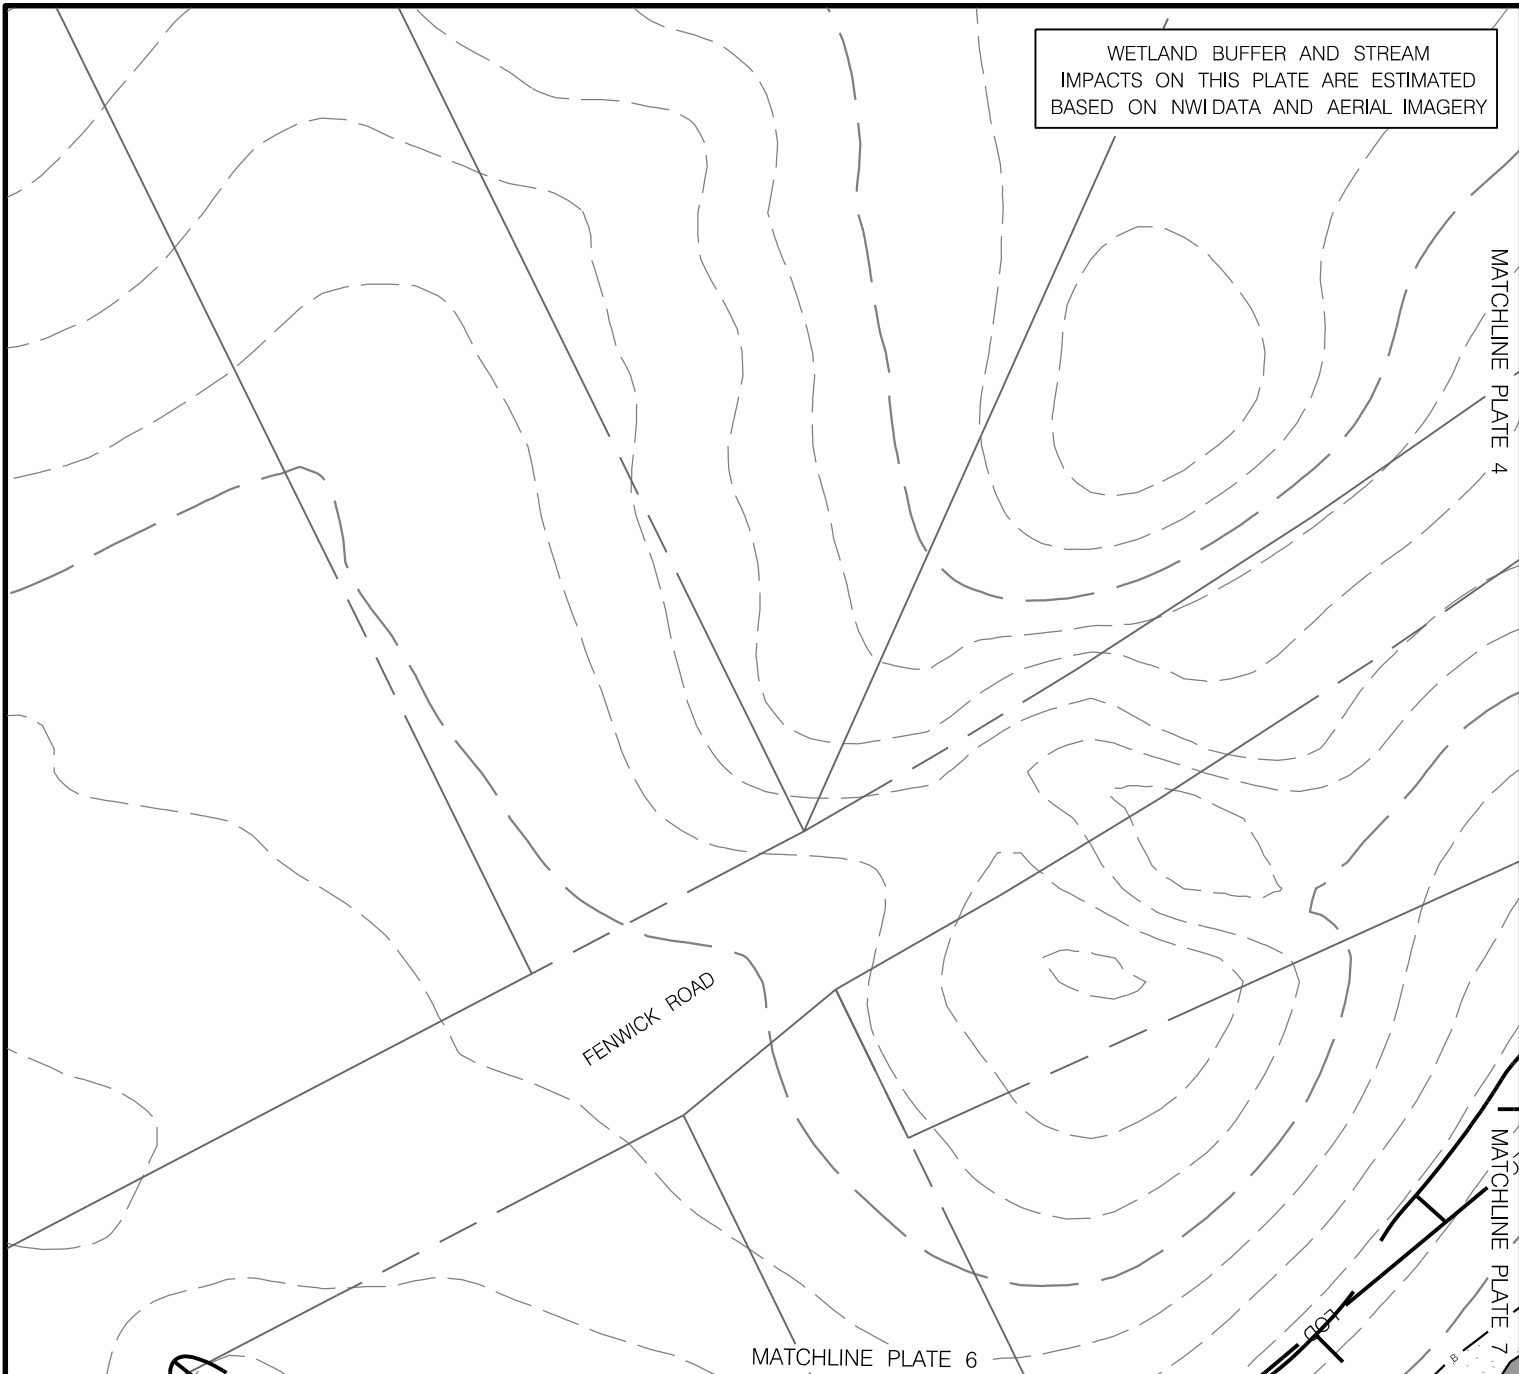 WETLAND BUFFER AND STREAM
IMPACTS ON THIS PLATE ARE ESTIMATED
BASED ON NWI DATA AND AERIAL IMAGERY
MATCHLINE PLATE 4
FENWICK ROAD
MATCHLINE PLATE 7
LOD
MATCHLINE PLATE 6
B